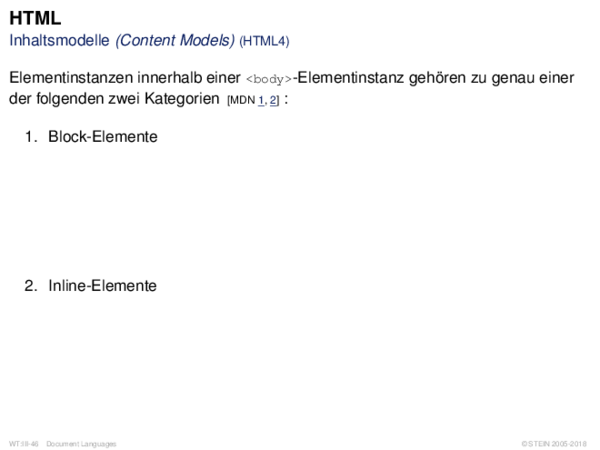 HTML
Inhaltsmodelle (Content Models) (HTML4)
Elementinstanzen innerhalb einer <body>-Elementinstanz gehören zu genau einer
der folgenden zwei Kategorien [MDN 1, 2] :
1. Block-Elemente
2. Inline-Elemente
WT:III-46 Document Languages
© STEIN 2005-2018